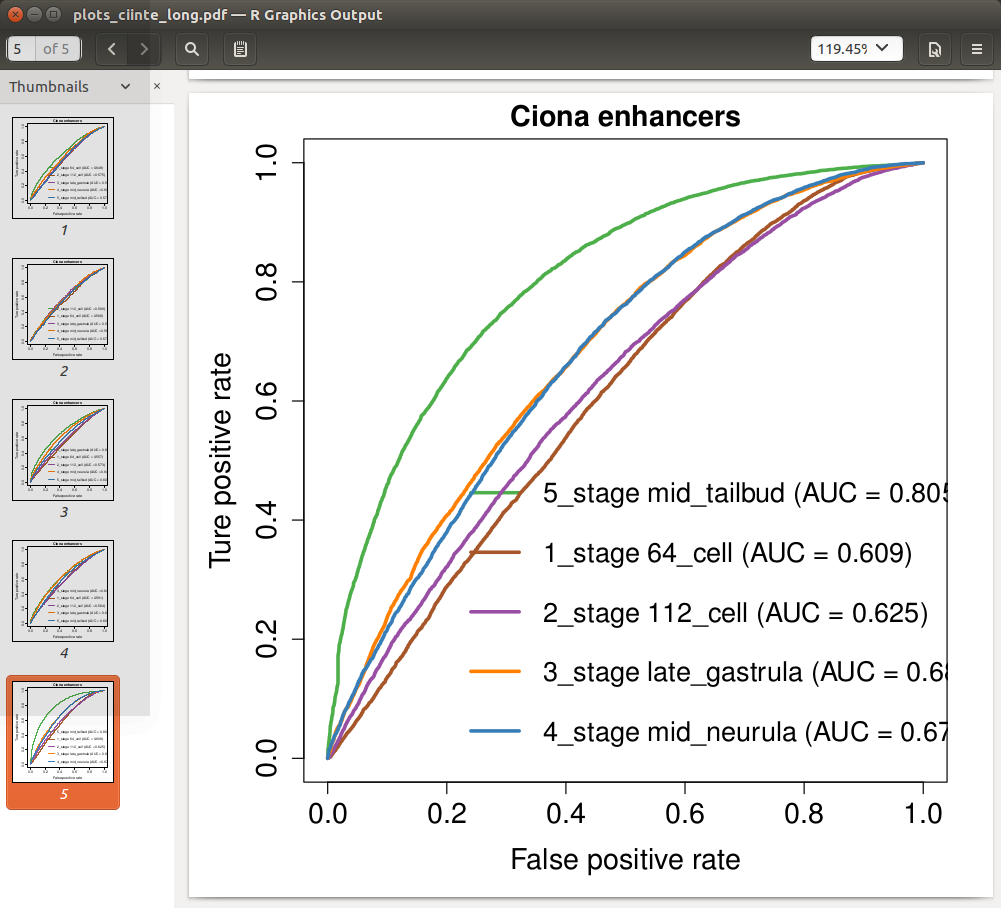 plots_ciinte_long.pdf — R Graphics Output
5 of 5
119.45%
Thumbnails
1
2
3
4
5
Ciona enhancers
Ture positive rate
1.0
0.8
0.6
0.4
0.2
0.0
5_stage mid_tailbud (AUC = 0.805
1_stage 64_cell (AUC = 0.609)
2_stage 112_cell (AUC = 0.625)
3_stage late_gastrula (AUC = 0.68
4_stage mid_neurula (AUC = 0.67
0.0 0.2 0.4 0.6 0.8 1.0
False positive rate